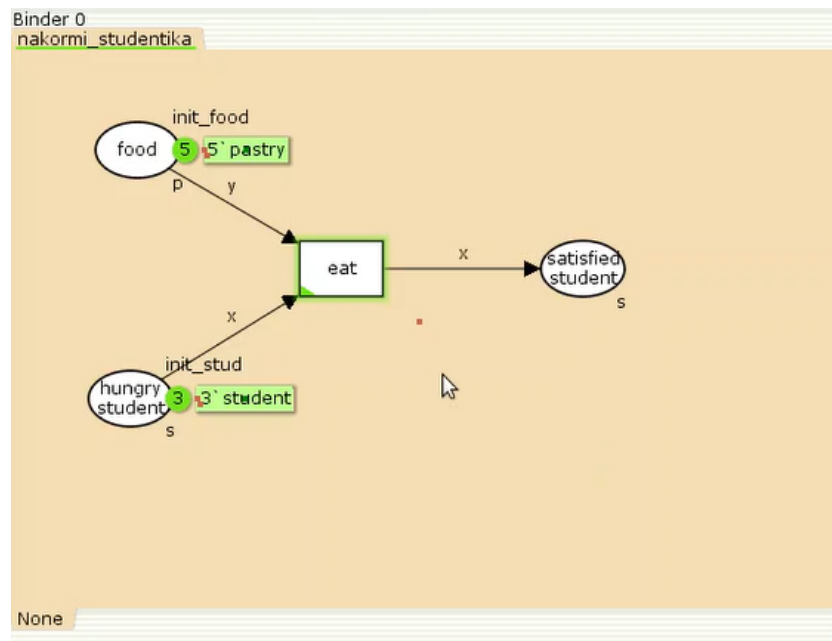 Binder 0
nakormi_studentika
init_food
food
5
5`pastry
p
y
eat
x
satisfied
student
s
x
init_stud
hungry
student
3
3`student
s
None